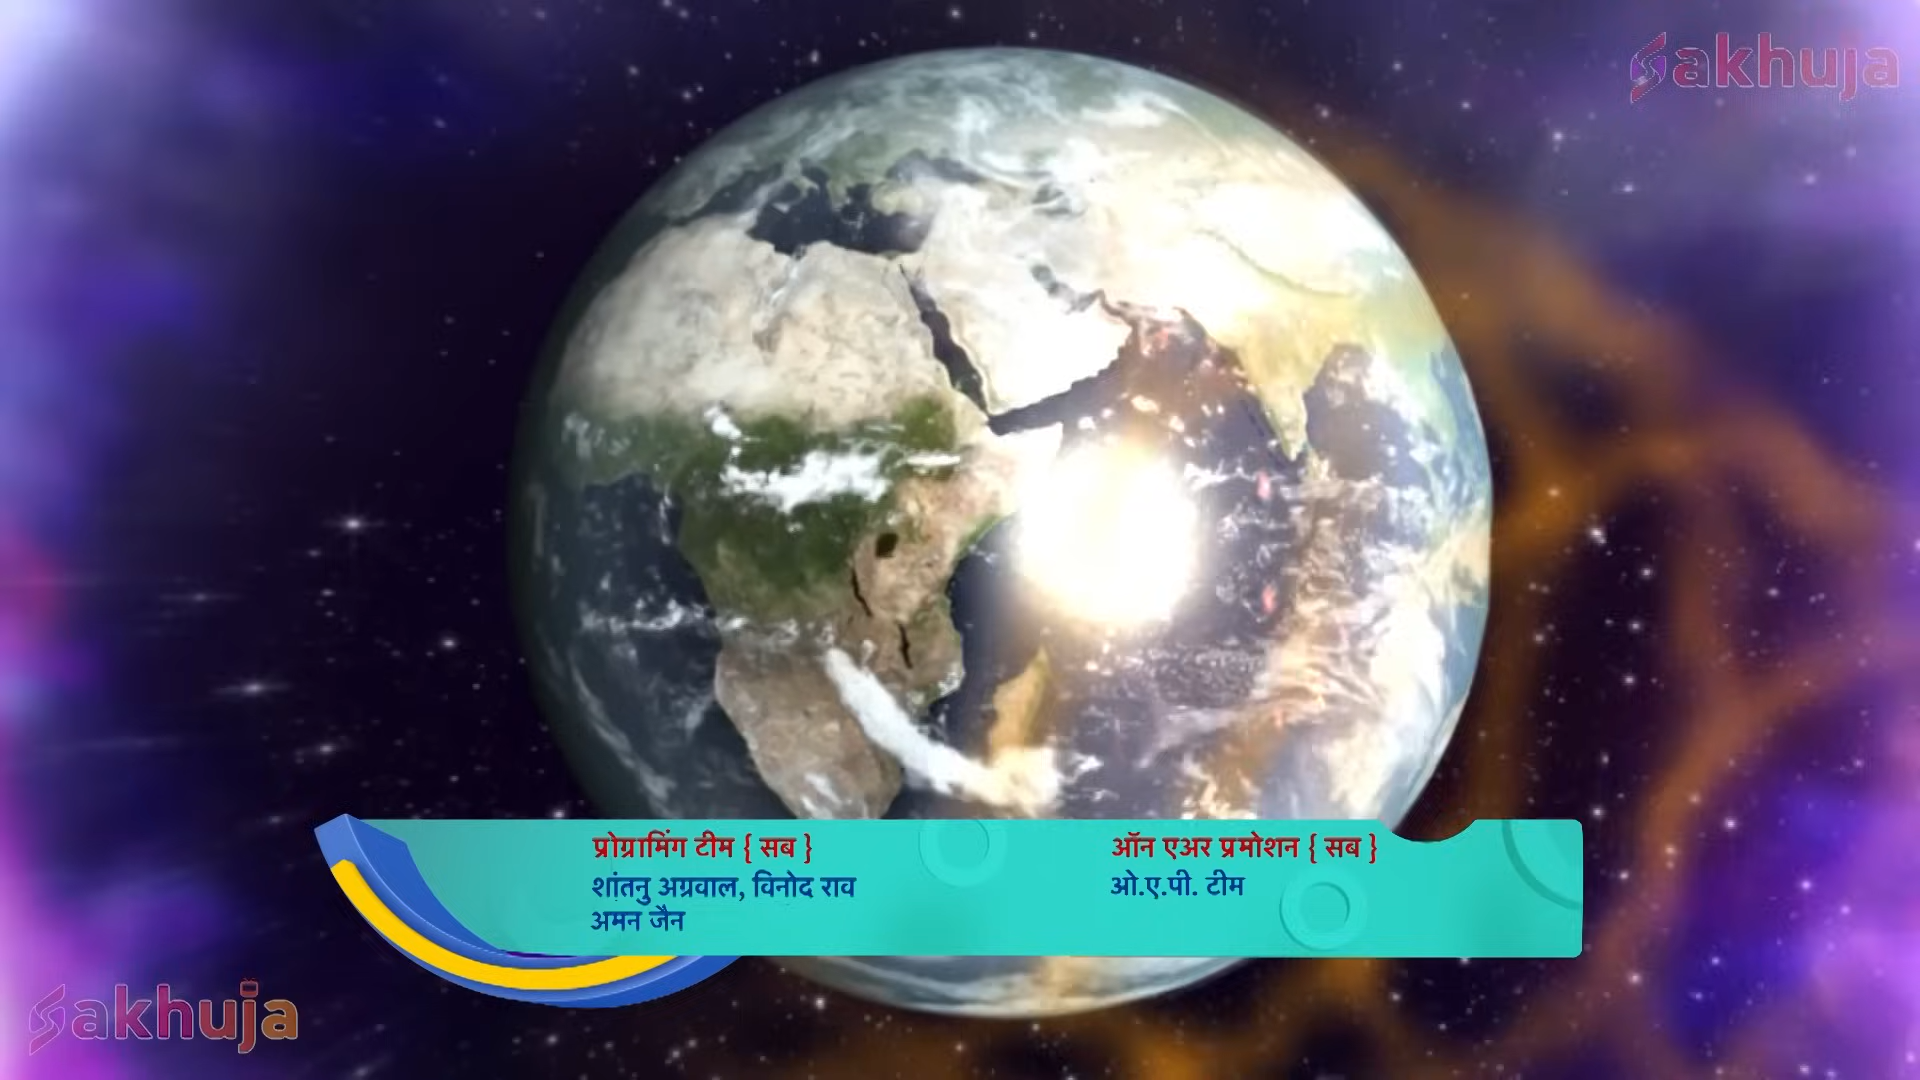 Sakhuja
प्रोग्रामिंग टीम { सब }
शांतनु अग्रवाल, विनोद राव
अमन जैन
ऑन एअर प्रमोशन { सब }
ओ.ए.पी. टीम
Sakhuja